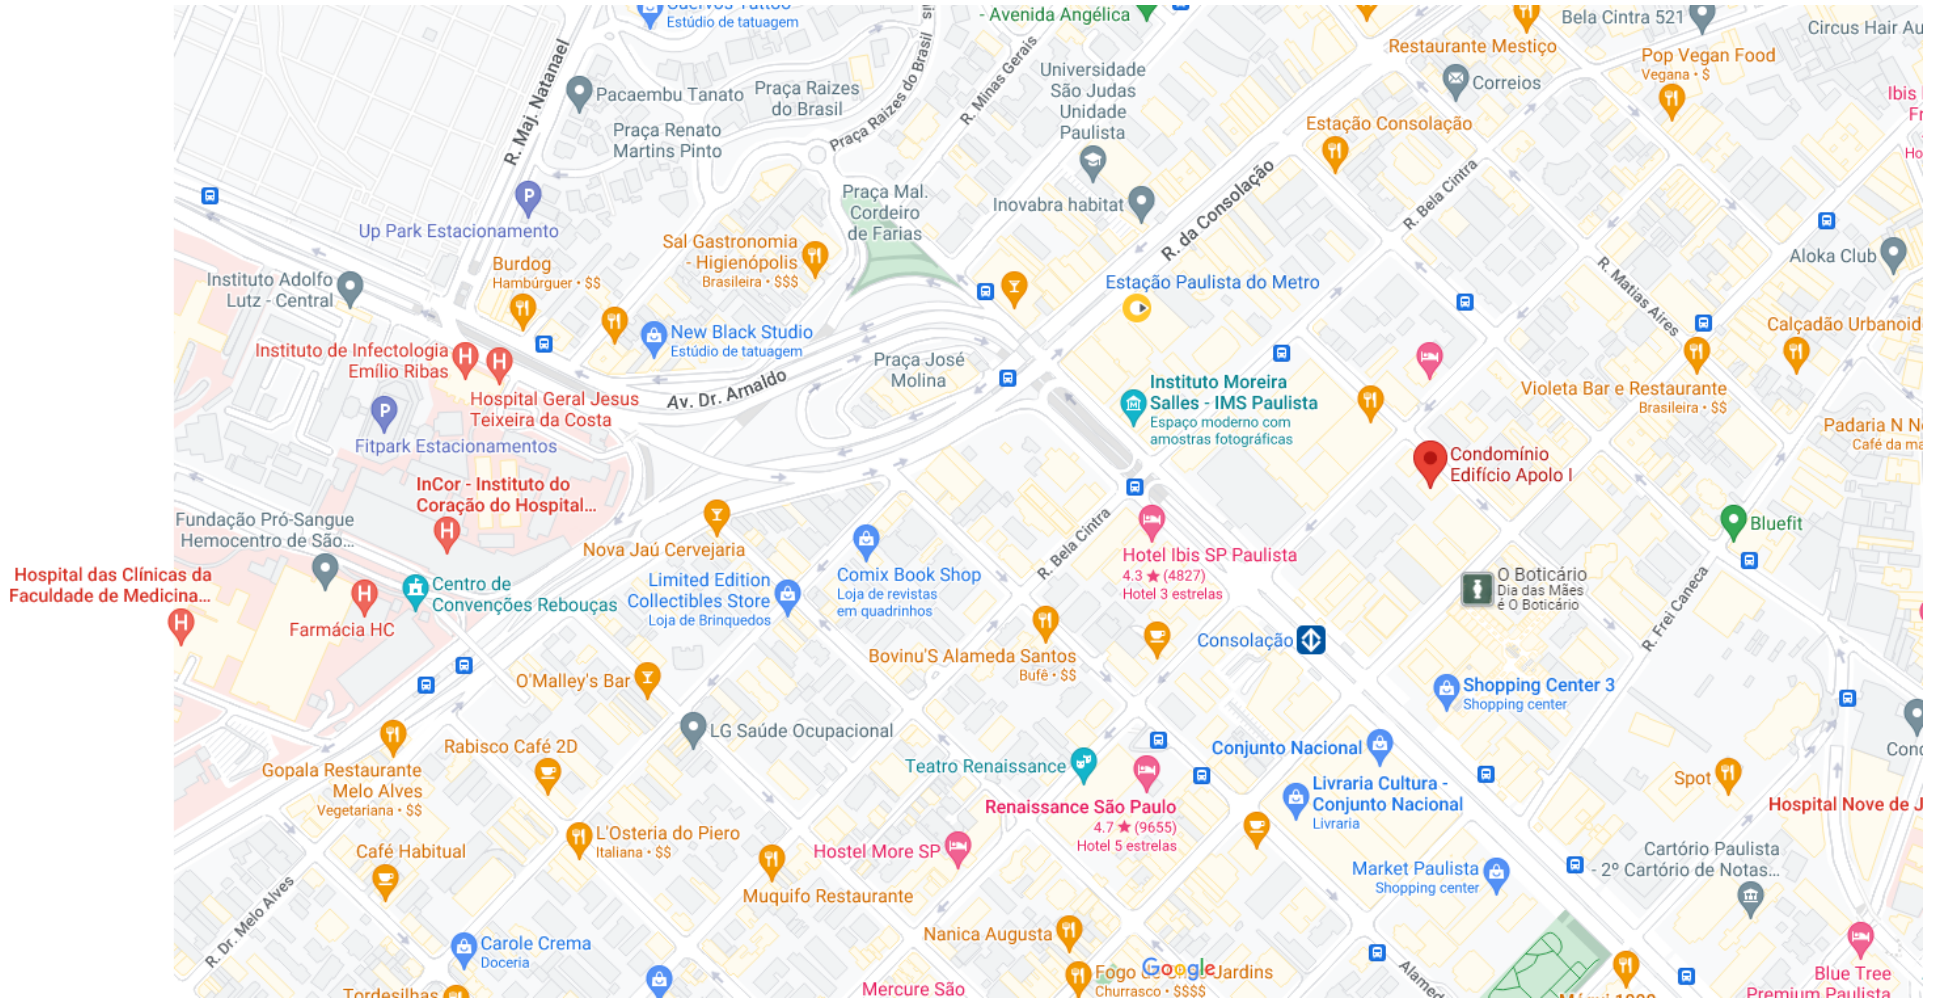 Estúdio de tatuagem
- Avenida Angélica
Bela Cintra 521
Circus Hair Au
Restaurante Mestiço
Pop Vegan Food
Vegana • $
Correios
Ibis
Fr
Ho
R. Maj. Natanael
Pacaembu Tanato
Praça Raizes
do Brasil
Praça Raizes do Brasil
R. Minas Gerais
Praça Renato
Martins Pinto
Universidade
São Judas
Unidade
Paulista
Estação Consolação
R. Bela Cintra
R. da Consolação
Up Park Estacionamento
Praça Mal.
Cordeiro
de Farias
Inovabra habitat
Sal Gastronomia
- Higienópolis
Brasileira • $$$
Burdog
Hambúrguer • $$
Instituto Adolfo
Lutz - Central
Estação Paulista do Metro
Aloka Club
R. Matias Aires
Calçadão Urbanoid
New Black Studio
Estúdio de tatuagem
Instituto de Infectologia
Emílio Ribas
Praça José
Molina
Av. Dr. Arnaldo
Hospital Geral Jesus
Teixeira da Costa
Instituto Moreira
Salles - IMS Paulista
Espaço moderno com
amostras fotográficas
Violeta Bar e Restaurante
Brasileira • $$
Padaria N N
Café da ma
Fitpark Estacionamentos
Condomínio
Edifício Apolo I
InCor - Instituto do
Coração do Hospital...
Fundação Pró-Sangue
Hemocentro de São...
Nova Jaú Cervejaria
R. Bela Cintra
Hotel Ibis SP Paulista
4.3 ★ (4827)
Hotel 3 estrelas
Bluefit
O Boticário
Dia das Mães
é O Boticário
R. Frei Caneca
Hospital das Clínicas da
Faculdade de Medicina...
Farmácia HC
Centro de
Convenções Rebouças
Limited Edition
Collectibles Store
Loja de Brinquedos
Comix Book Shop
Loja de revistas
em quadrinhos
Bovinu'S Alameda Santos
Bufê • $$
Consolação
O'Malley's Bar
Shopping Center 3
Shopping center
LG Saúde Ocupacional
Rabisco Café 2D
Gopala Restaurante
Melo Alves
Vegetariana • $$
Teatro Renaissance
Conjunto Nacional
Livraria Cultura -
Conjunto Nacional
Livraria
Renaissance São Paulo
4.7 ★ (9655)
Hotel 5 estrelas
Spot
Hospital Nove de J
Cond
L'Osteria do Piero
Italiana • $$
Café Habitual
Hostel More SP
Muquifo Restaurante
Market Paulista
Shopping center
Cartório Paulista
- 2º Cartório de Notas...
R. Dr. Melo Alves
Carole Crema
Doceria
Nanica Augusta
Fogo Jardins
Churrasco • $$$$
Google
Alamed
Tordesilhas
Mercure São
Blue Tree
Premium Paulista